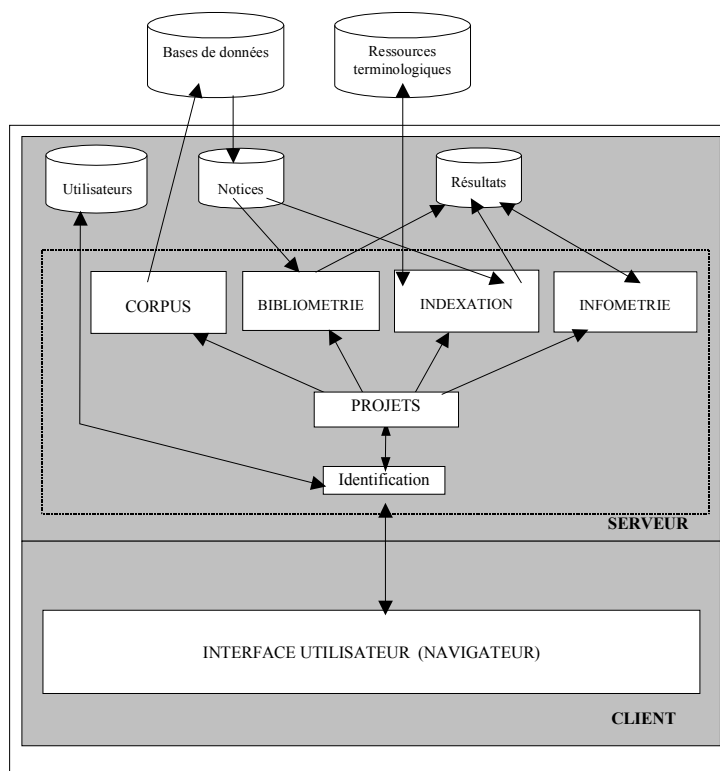 Bases de données
Ressources
terminologiques
Utilisateurs
Notices
Résultats
CORPUS
BIBLIOMETRIE
INDEXATION
INFOMETRIE
PROJETS
Identification
SERVEUR
INTERFACE UTILISATEUR (NAVIGATEUR)
CLIENT